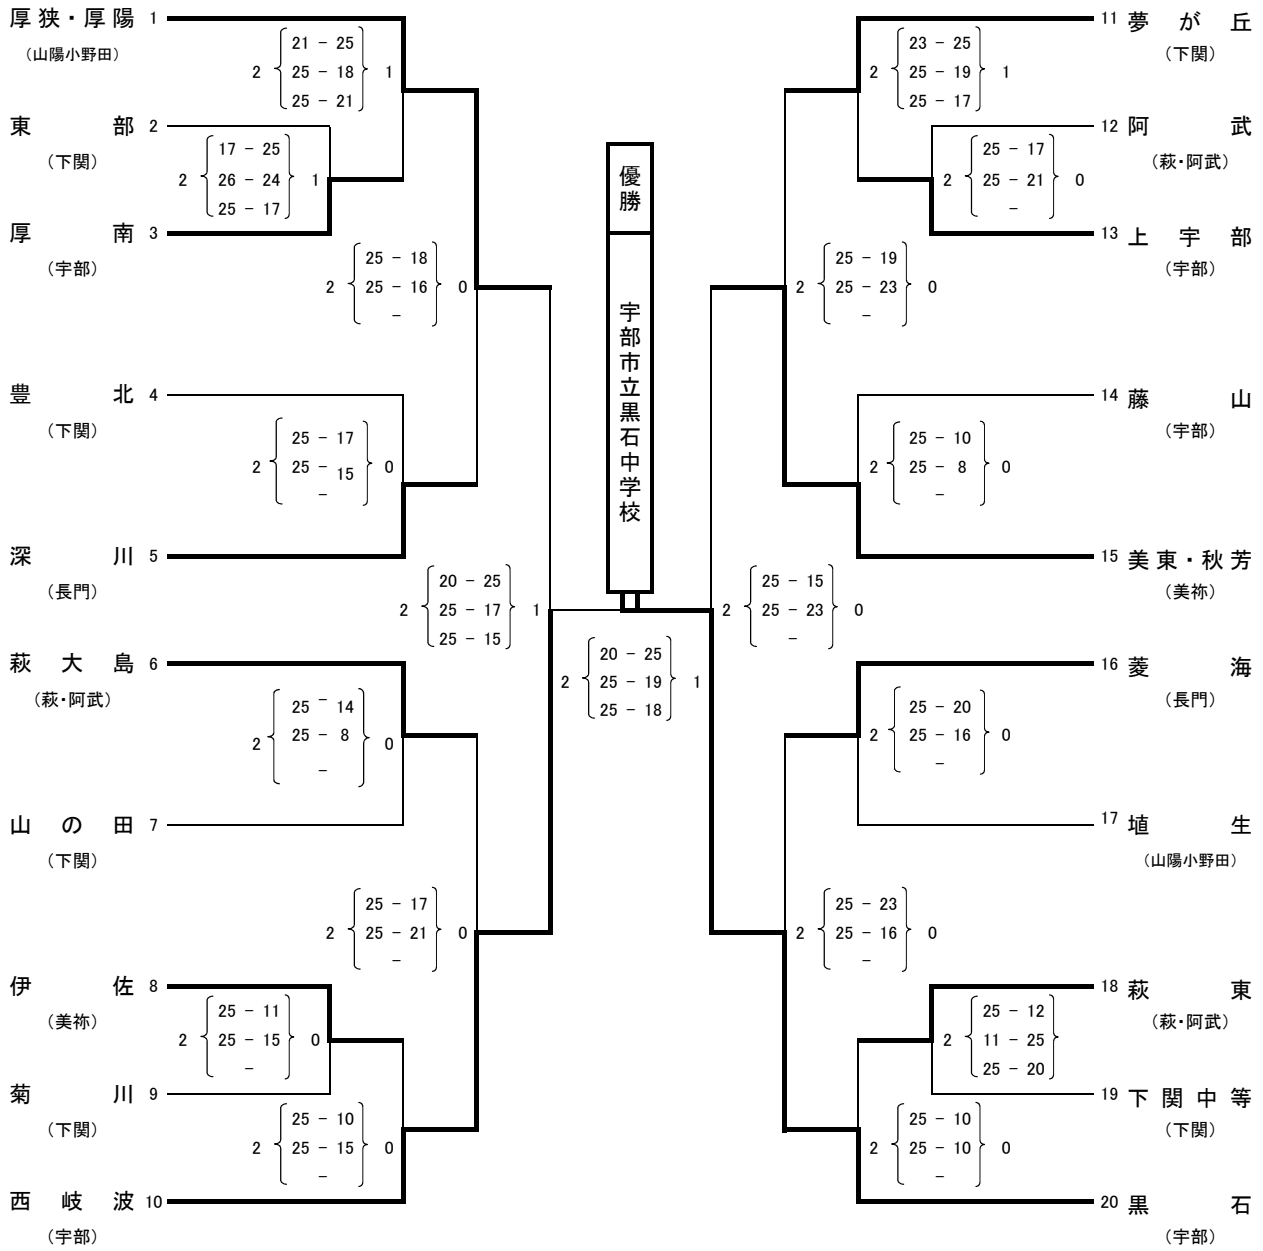 厚狭・厚陽 1
（山陽小野田）
21 - 25
2 25 - 18 1
25 - 21
東部 2
（下関）
17 - 25
2 26 - 24 1
25 - 17
厚南 3
（宇部）
25 - 18
2 25 - 16 0
-
豊北 4
（下関）
25 - 17
2 25 - 15 0
-
深川 5
（長門）
20 - 25
2 25 - 17 1
25 - 15
萩大島 6
（萩・阿武）
25 - 14
2 25 - 8 0
-
山の田 7
（下関）
25 - 17
2 25 - 21 0
-
伊佐 8
（美祢）
25 - 11
2 25 - 15 0
-
菊川 9
（下関）
25 - 10
2 25 - 15 0
-
西岐波 10
（宇部）
優勝
宇部市立黒石中学校
20 - 25
2 25 - 19 1
25 - 18
11 夢が丘
（下関）
23 - 25
2 25 - 19 1
25 - 17
12 阿武
（萩・阿武）
25 - 17
2 25 - 21 0
-
13 上宇部
（宇部）
25 - 19
2 25 - 23 0
-
14 藤山
（宇部）
25 - 10
2 25 - 8 0
-
15 美東・秋芳
（美祢）
25 - 15
2 25 - 23 0
-
16 菱海
（長門）
25 - 20
2 25 - 16 0
-
17 埴生
（山陽小野田）
25 - 23
2 25 - 16 0
-
18 萩東
（萩・阿武）
25 - 12
2 11 - 25
25 - 20
19 下関中等
（下関）
25 - 10
2 25 - 10 0
-
20 黒石
（宇部）